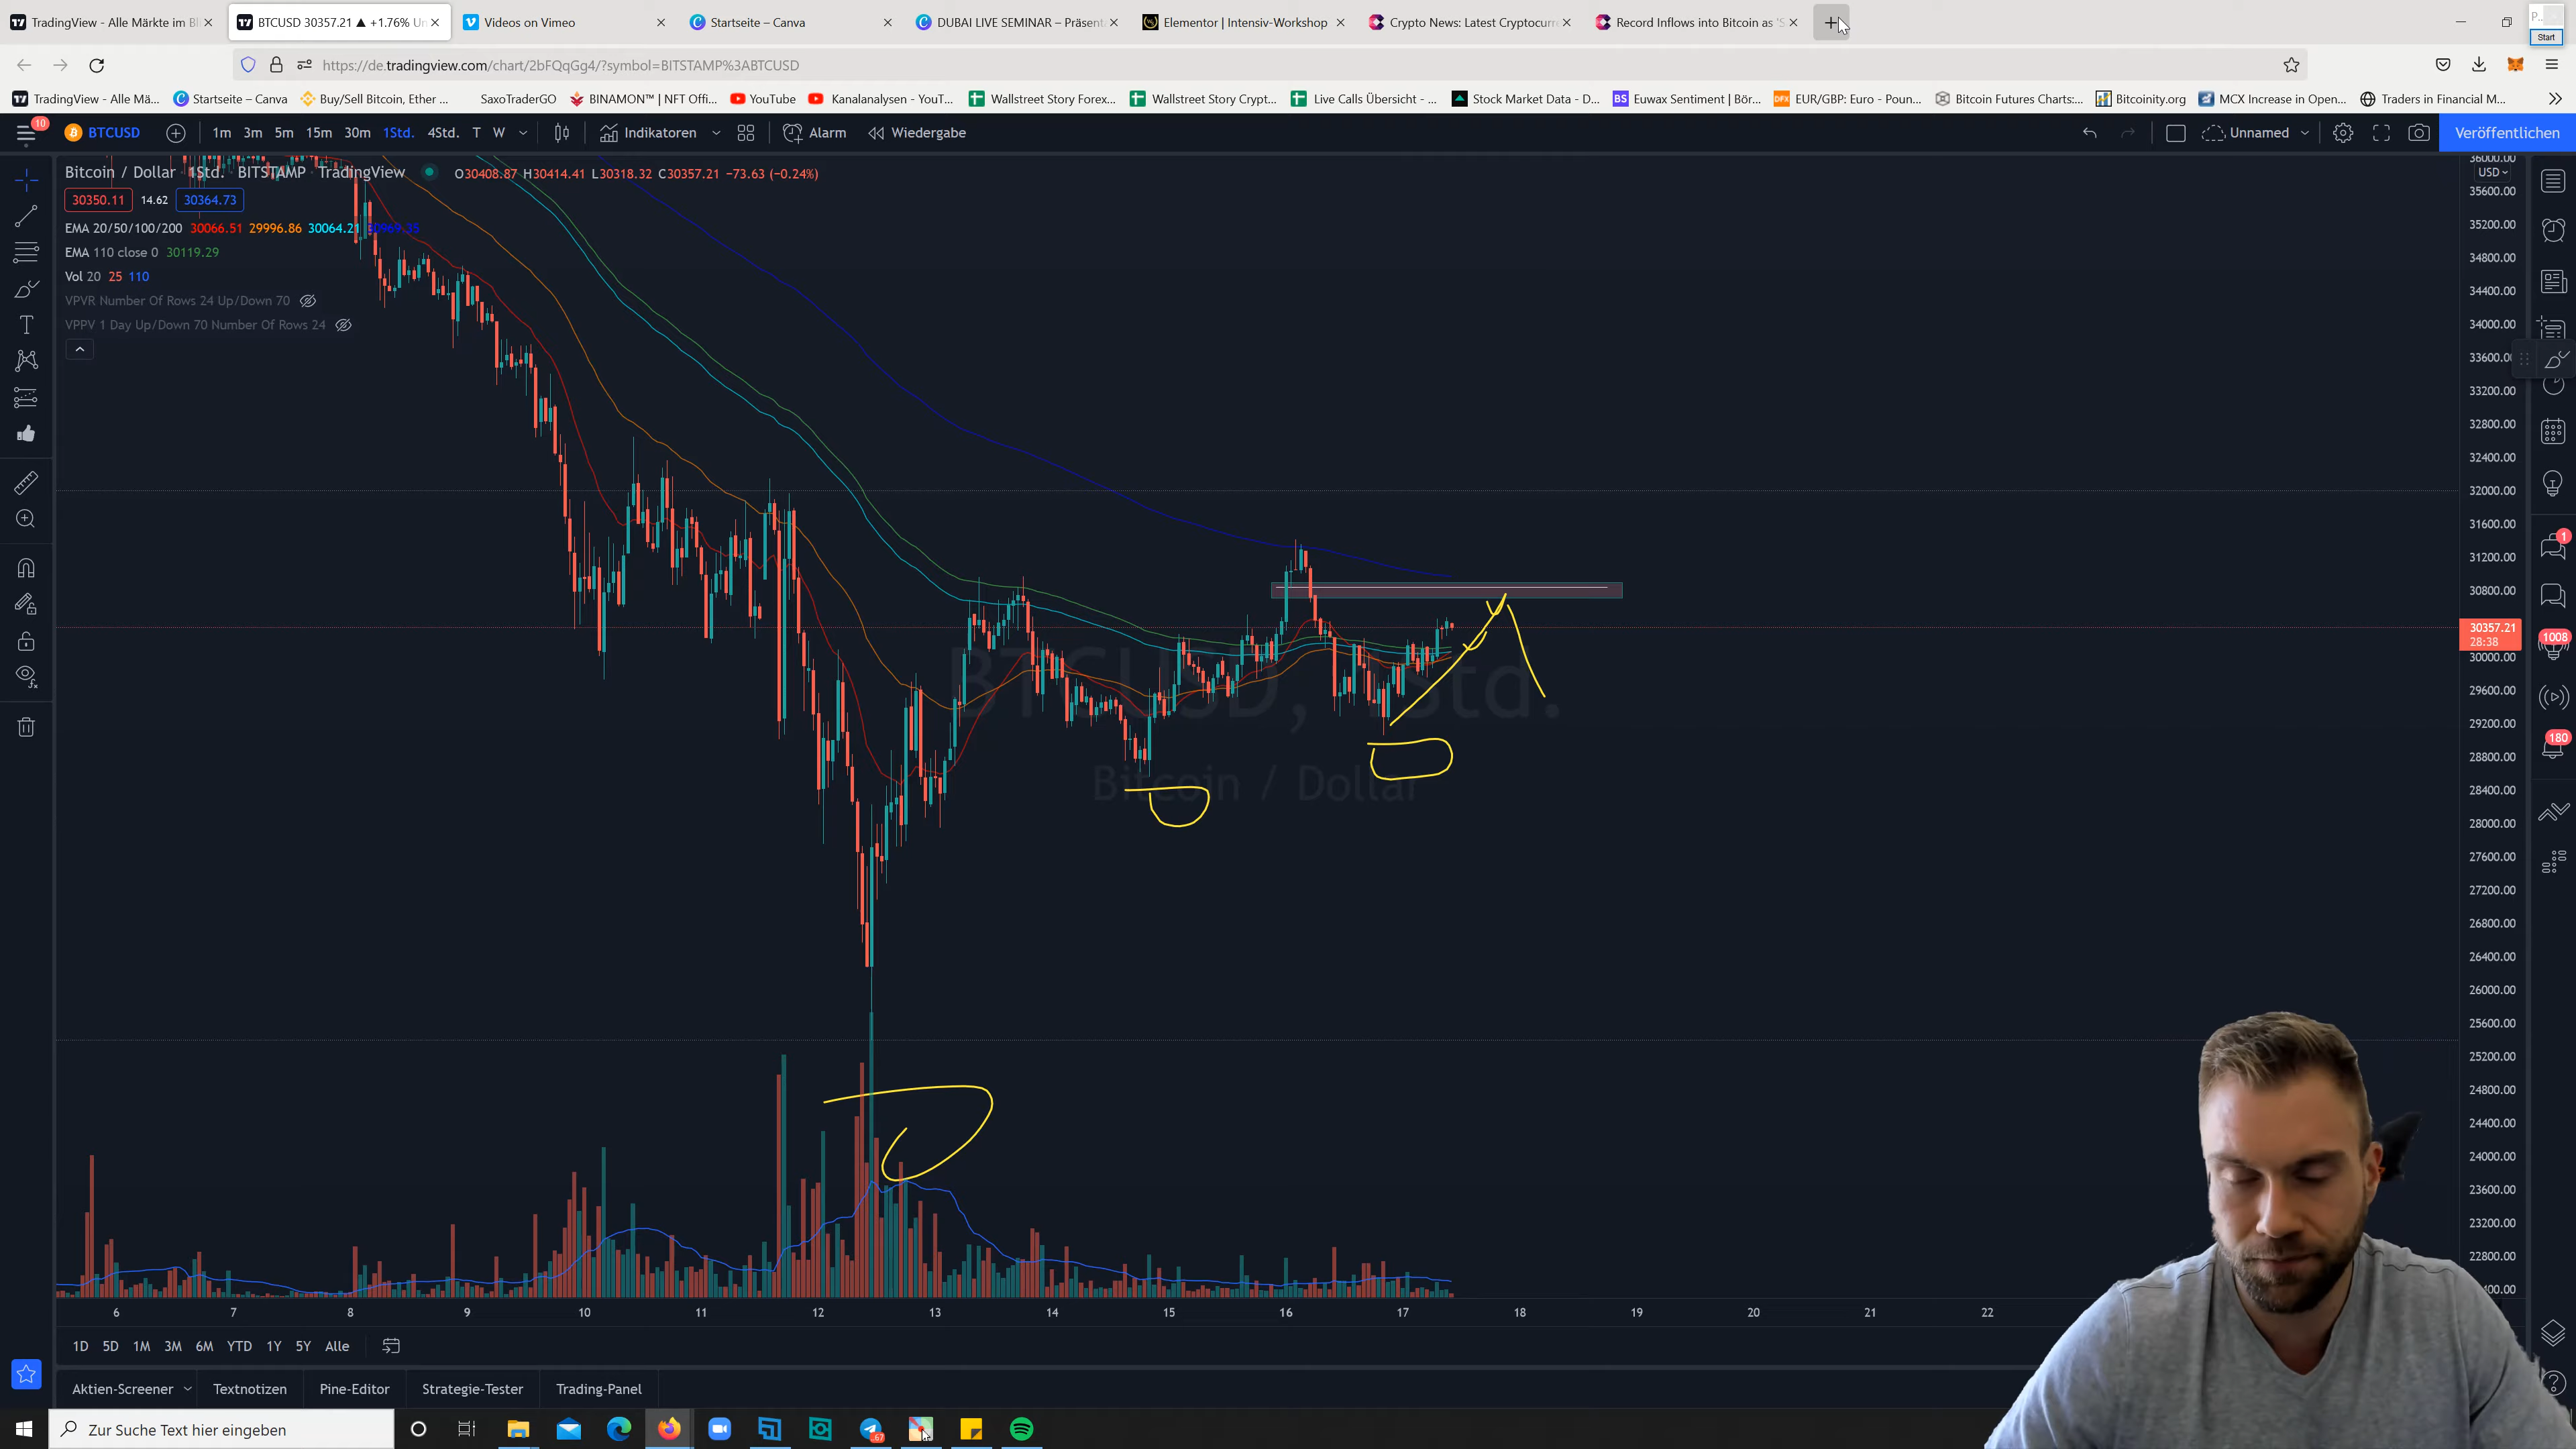 TradingView - Alle Märkte im Bl
BTCUSD 30357.21 ▲ +1.76% Un
Videos on Vimeo
Startseite – Canva
DUBAI LIVE SEMINAR – Präsent
Elementor | Intensiv-Workshop
Crypto News: Latest Cryptocurr
Record Inflows into Bitcoin as 'S
P...
Start
https://de.tradingview.com/chart/2bFQqGg4/?symbol=BITSTAMP%3ABTCUSD
TradingView - Alle Mä...
Startseite – Canva
Buy/Sell Bitcoin, Ether ...
SaxoTraderGO
BINAMON™ | NFT Offi...
YouTube
Kanalanalysen - YouT...
Wallstreet Story Forex...
Wallstreet Story Crypt...
Live Calls Übersicht - ...
Stock Market Data - D...
BS Euwax Sentiment | Bör...
DFX EUR/GBP: Euro - Poun...
Bitcoin Futures Charts:...
Bitcoinity.org
MCX Increase in Open...
Traders in Financial M...
10
BTCUSD
1m 3m 5m 15m 30m 1Std. 4Std. T W
Indikatoren
Alarm
Wiedergabe
Unnamed
Veröffentlichen
Bitcoin / Dollar · 1Std. · BITSTAMP · TradingView
O30408.87 H30414.41 L30318.32 C30357.21 −73.63 (−0.24%)
30350.11 14.62 30364.73
EMA 20/50/100/200 30066.51 29996.86 30064.21 30969.35
EMA 110 close 0 30119.29
Vol 20 25 110
VPVR Number Of Rows 24 Up/Down 70
VPPV 1 Day Up/Down 70 Number Of Rows 24
BTCUSD, 1Std.
Bitcoin / Dollar
36000.00
USD
35600.00
35200.00
34800.00
34400.00
34000.00
33600.00
33200.00
32800.00
32400.00
32000.00
31600.00
31200.00
30800.00
30357.21
28:38
30000.00
29600.00
29200.00
28800.00
28400.00
28000.00
27600.00
27200.00
26800.00
26400.00
26000.00
25600.00
25200.00
24800.00
24400.00
24000.00
23600.00
23200.00
22800.00
400.00
1
1008
180
6 7 8 9 10 11 12 13 14 15 16 17 18 19 20 21 22
1D 5D 1M 3M 6M YTD 1Y 5Y Alle
Aktien-Screener
Textnotizen
Pine-Editor
Strategie-Tester
Trading-Panel
Zur Suche Text hier eingeben
67